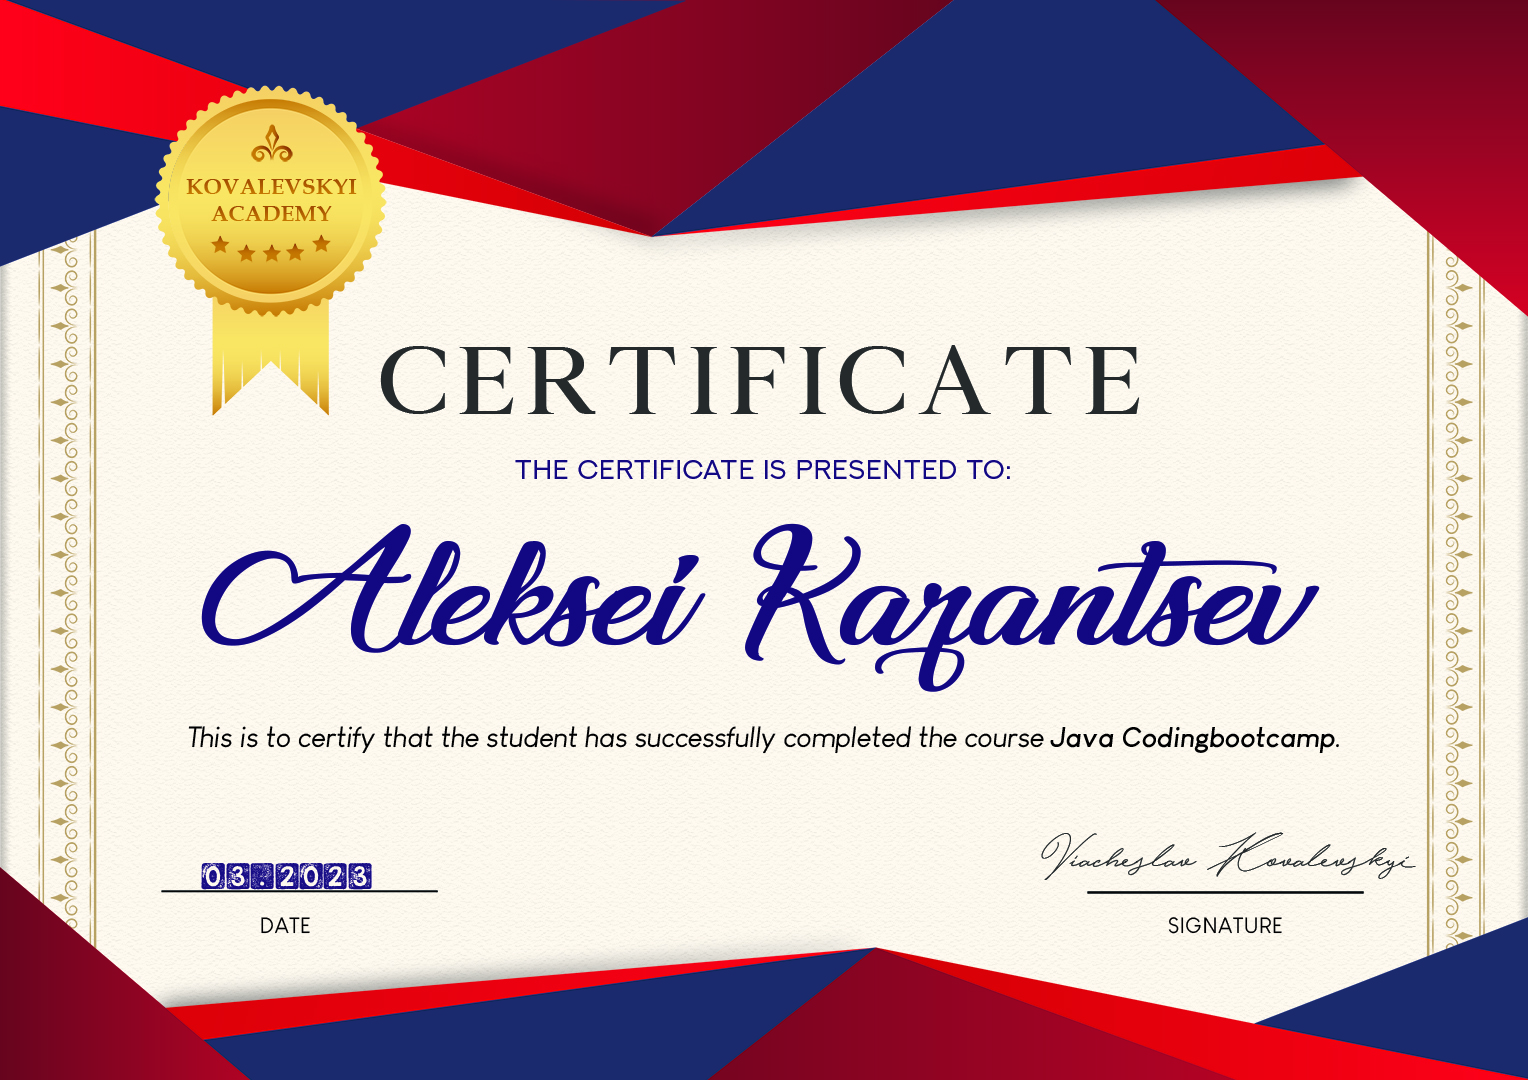 KOVALEVSKYI
ACADEMY
CERTIFICATE
THE CERTIFICATE IS PRESENTED TO:
Aleksei Kazantsev
This is to certify that the student has successfully completed the course Java Codingbootcamp.
03.2023
Viacheslav Kovalevskyi
DATE
SIGNATURE